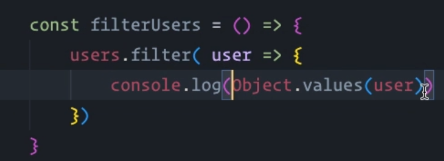 const filterUsers = () => {
users.filter( user => {
console.log(Object.values(user))
})
}